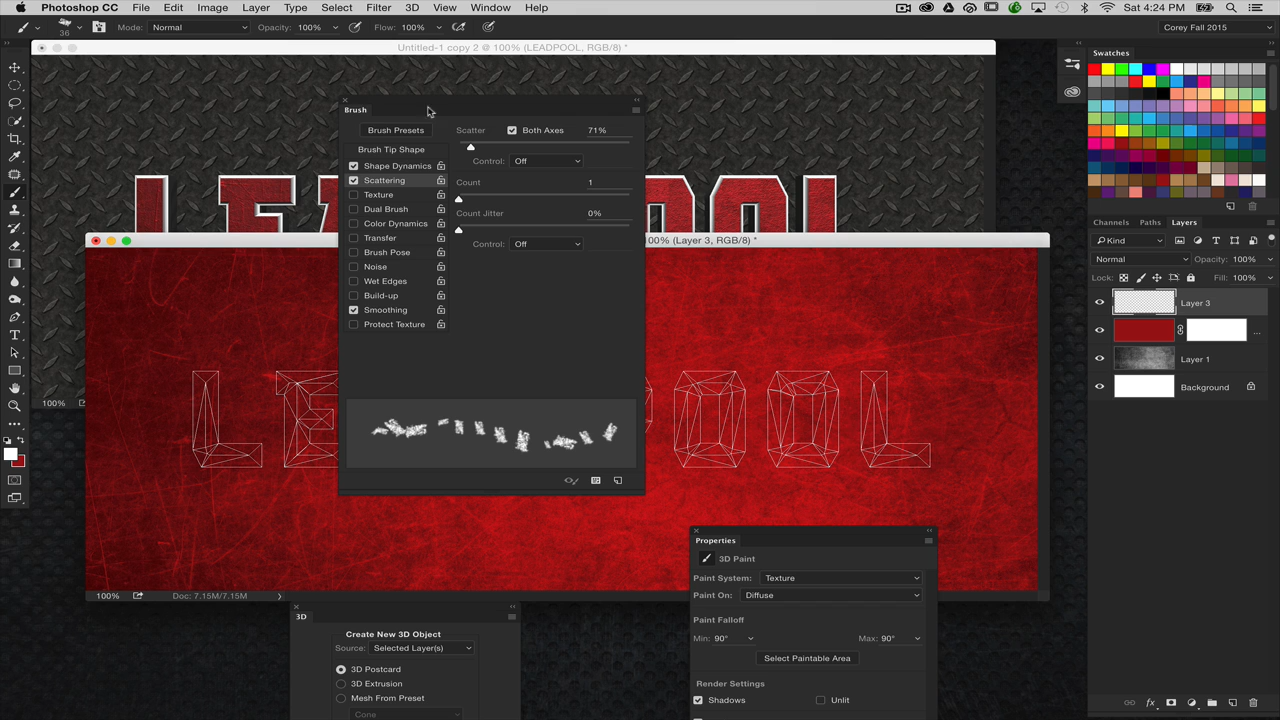 Photoshop CC File Edit Image Layer Type Select Filter 3D View Window Help Sat 4:24 PM
36 Mode: Normal Opacity: 100% Flow: 100% Corey Fall 2015
Untitled-1 copy 2 @ 100% (LEADPOOL, RGB/8) *
Swatches
Brush
Brush Presets Scatter Both Axes 71%
Brush Tip Shape
Shape Dynamics Control: Off
Scattering Count 1
Texture
Dual Brush Count Jitter 0%
Color Dynamics
Transfer Control: Off
Brush Pose
Noise
Wet Edges
Build-up
Smoothing
Protect Texture
100% (Layer 3, RGB/8) *
Channels Paths Layers
Kind
Normal Opacity: 100%
Lock: Fill: 100%
Layer 3
...
Layer 1
Background
100%
LE OOL
100% Doc: 7.15M/7.15M
3D
Create New 3D Object
Source: Selected Layer(s)
3D Postcard
3D Extrusion
Mesh From Preset
Cone
Properties
3D Paint
Paint System: Texture
Paint On: Diffuse
Paint Falloff
Min: 90° Max: 90°
Select Paintable Area
Render Settings
Shadows Unlit